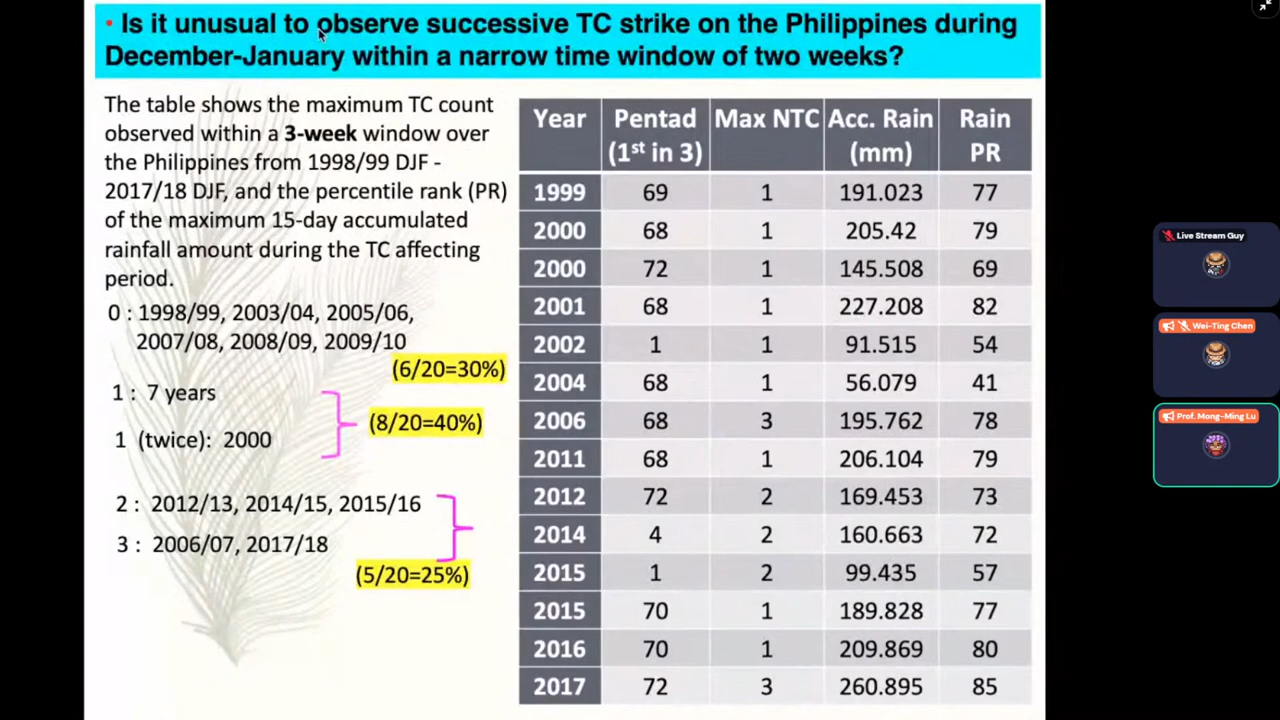 • Is it unusual to observe successive TC strike on the Philippines during
December-January within a narrow time window of two weeks?
The table shows the maximum TC count
observed within a 3-week window over
the Philippines from 1998/99 DJF -
2017/18 DJF, and the percentile rank (PR)
of the maximum 15-day accumulated
rainfall amount during the TC affecting
period.
0 : 1998/99, 2003/04, 2005/06,
2007/08, 2008/09, 2009/10
(6/20=30%)
1 : 7 years
(8/20=40%)
1 (twice): 2000
2 : 2012/13, 2014/15, 2015/16
3 : 2006/07, 2017/18
(5/20=25%)
Year Pentad (1st in 3) Max NTC Acc. Rain (mm) Rain PR
1999 69 1 191.023 77
2000 68 1 205.42 79
2000 72 1 145.508 69
2001 68 1 227.208 82
2002 1 1 91.515 54
2004 68 1 56.079 41
2006 68 3 195.762 78
2011 68 1 206.104 79
2012 72 2 169.453 73
2014 4 2 160.663 72
2015 1 2 99.435 57
2015 70 1 189.828 77
2016 70 1 209.869 80
2017 72 3 260.895 85
Live Stream Guy
Wei-Ting Chen
Prof. Mong-Ming Lu